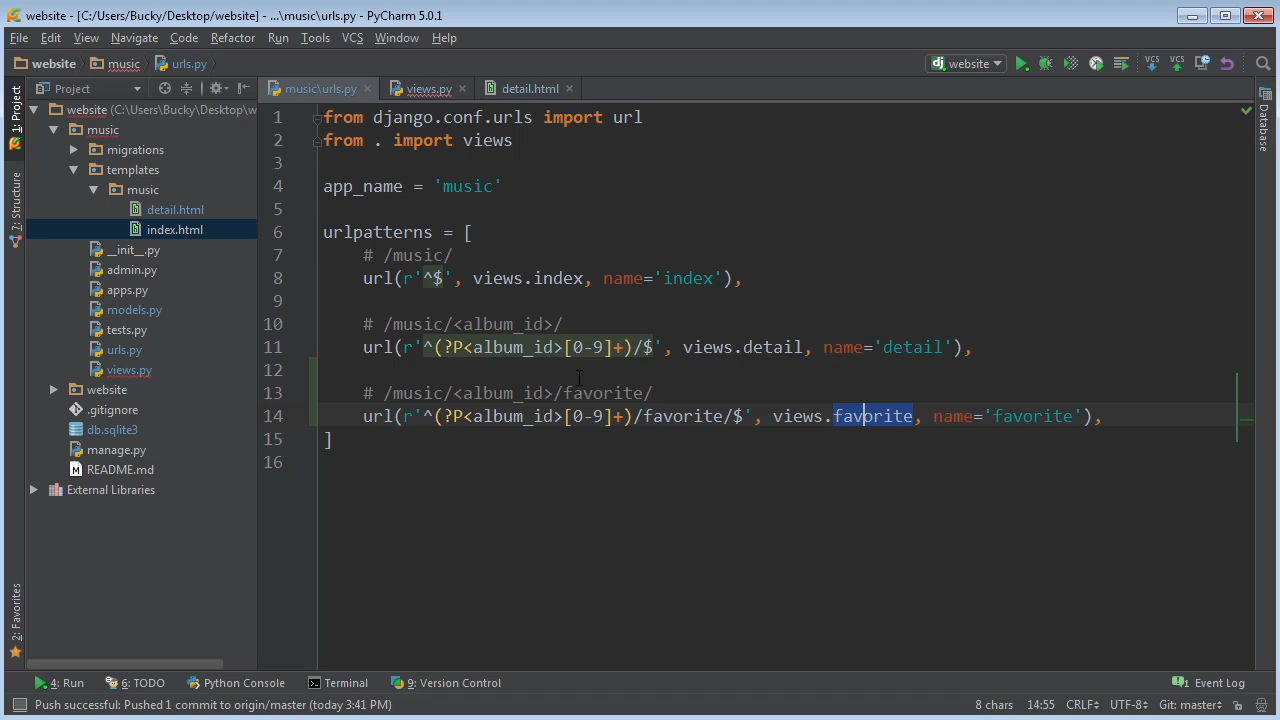 website - [C:/Users/Bucky/Desktop/website] - ...\music\urls.py - PyCharm 5.0.1
File Edit View Navigate Code Refactor Run Tools VCS Window Help
website music urls.py
website
Project
music\urls.py views.py detail.html
1: Project
7: Structure
2: Favorites
Database
website (C:\Users\Bucky\Desktop\w
music
migrations
templates
music
detail.html
index.html
__init__.py
admin.py
apps.py
models.py
tests.py
urls.py
views.py
website
.gitignore
db.sqlite3
manage.py
README.md
External Libraries
1 from django.conf.urls import url
2 from . import views
3
4 app_name = 'music'
5
6 urlpatterns = [
7 # /music/
8 url(r'^$', views.index, name='index'),
9
10 # /music/<album_id>/
11 url(r'^(?P<album_id>[0-9]+)/$', views.detail, name='detail'),
12
13 # /music/<album_id>/favorite/
14 url(r'^(?P<album_id>[0-9]+)/favorite/$', views.favorite, name='favorite'),
15 ]
16
4: Run 6: TODO Python Console Terminal 9: Version Control 1 Event Log
Push successful: Pushed 1 commit to origin/master (today 3:41 PM) 8 chars 14:55 CRLF UTF-8 Git: master